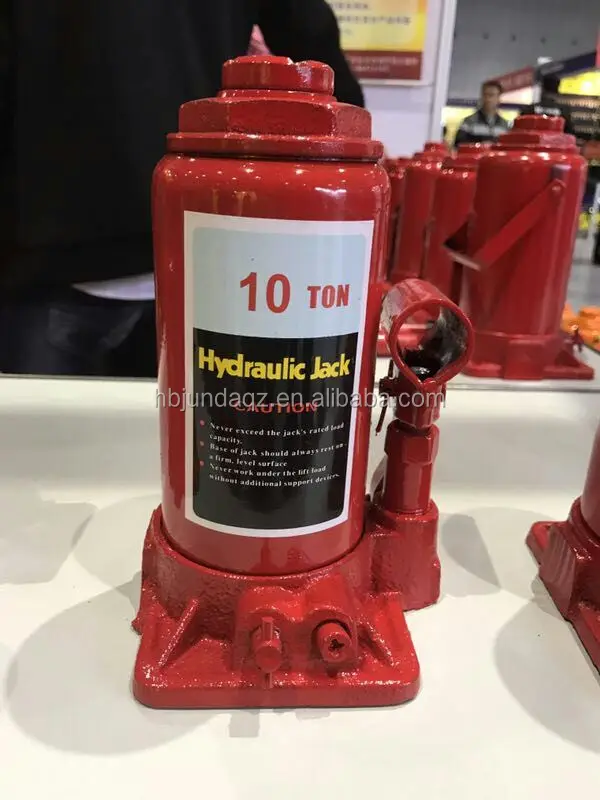 10 TON
Hydraulic Jack
hbjundaqz.en.alibaba.com
CAUTION
• Never exceed the jack's rated load
capacity.
• Base of jack should always rest on
a firm, level surface
• Never work under the lift load
without additional support devices.